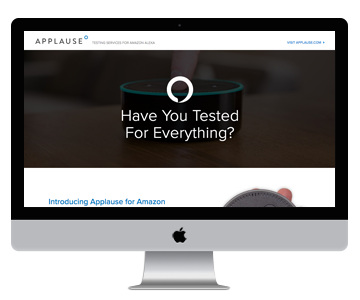 APPLAUSE
TESTING SERVICES FOR AMAZON ALEXA
VISIT APPLAUSE.COM >
Have You Tested
For Everything?
Introducing Applause for Amazon